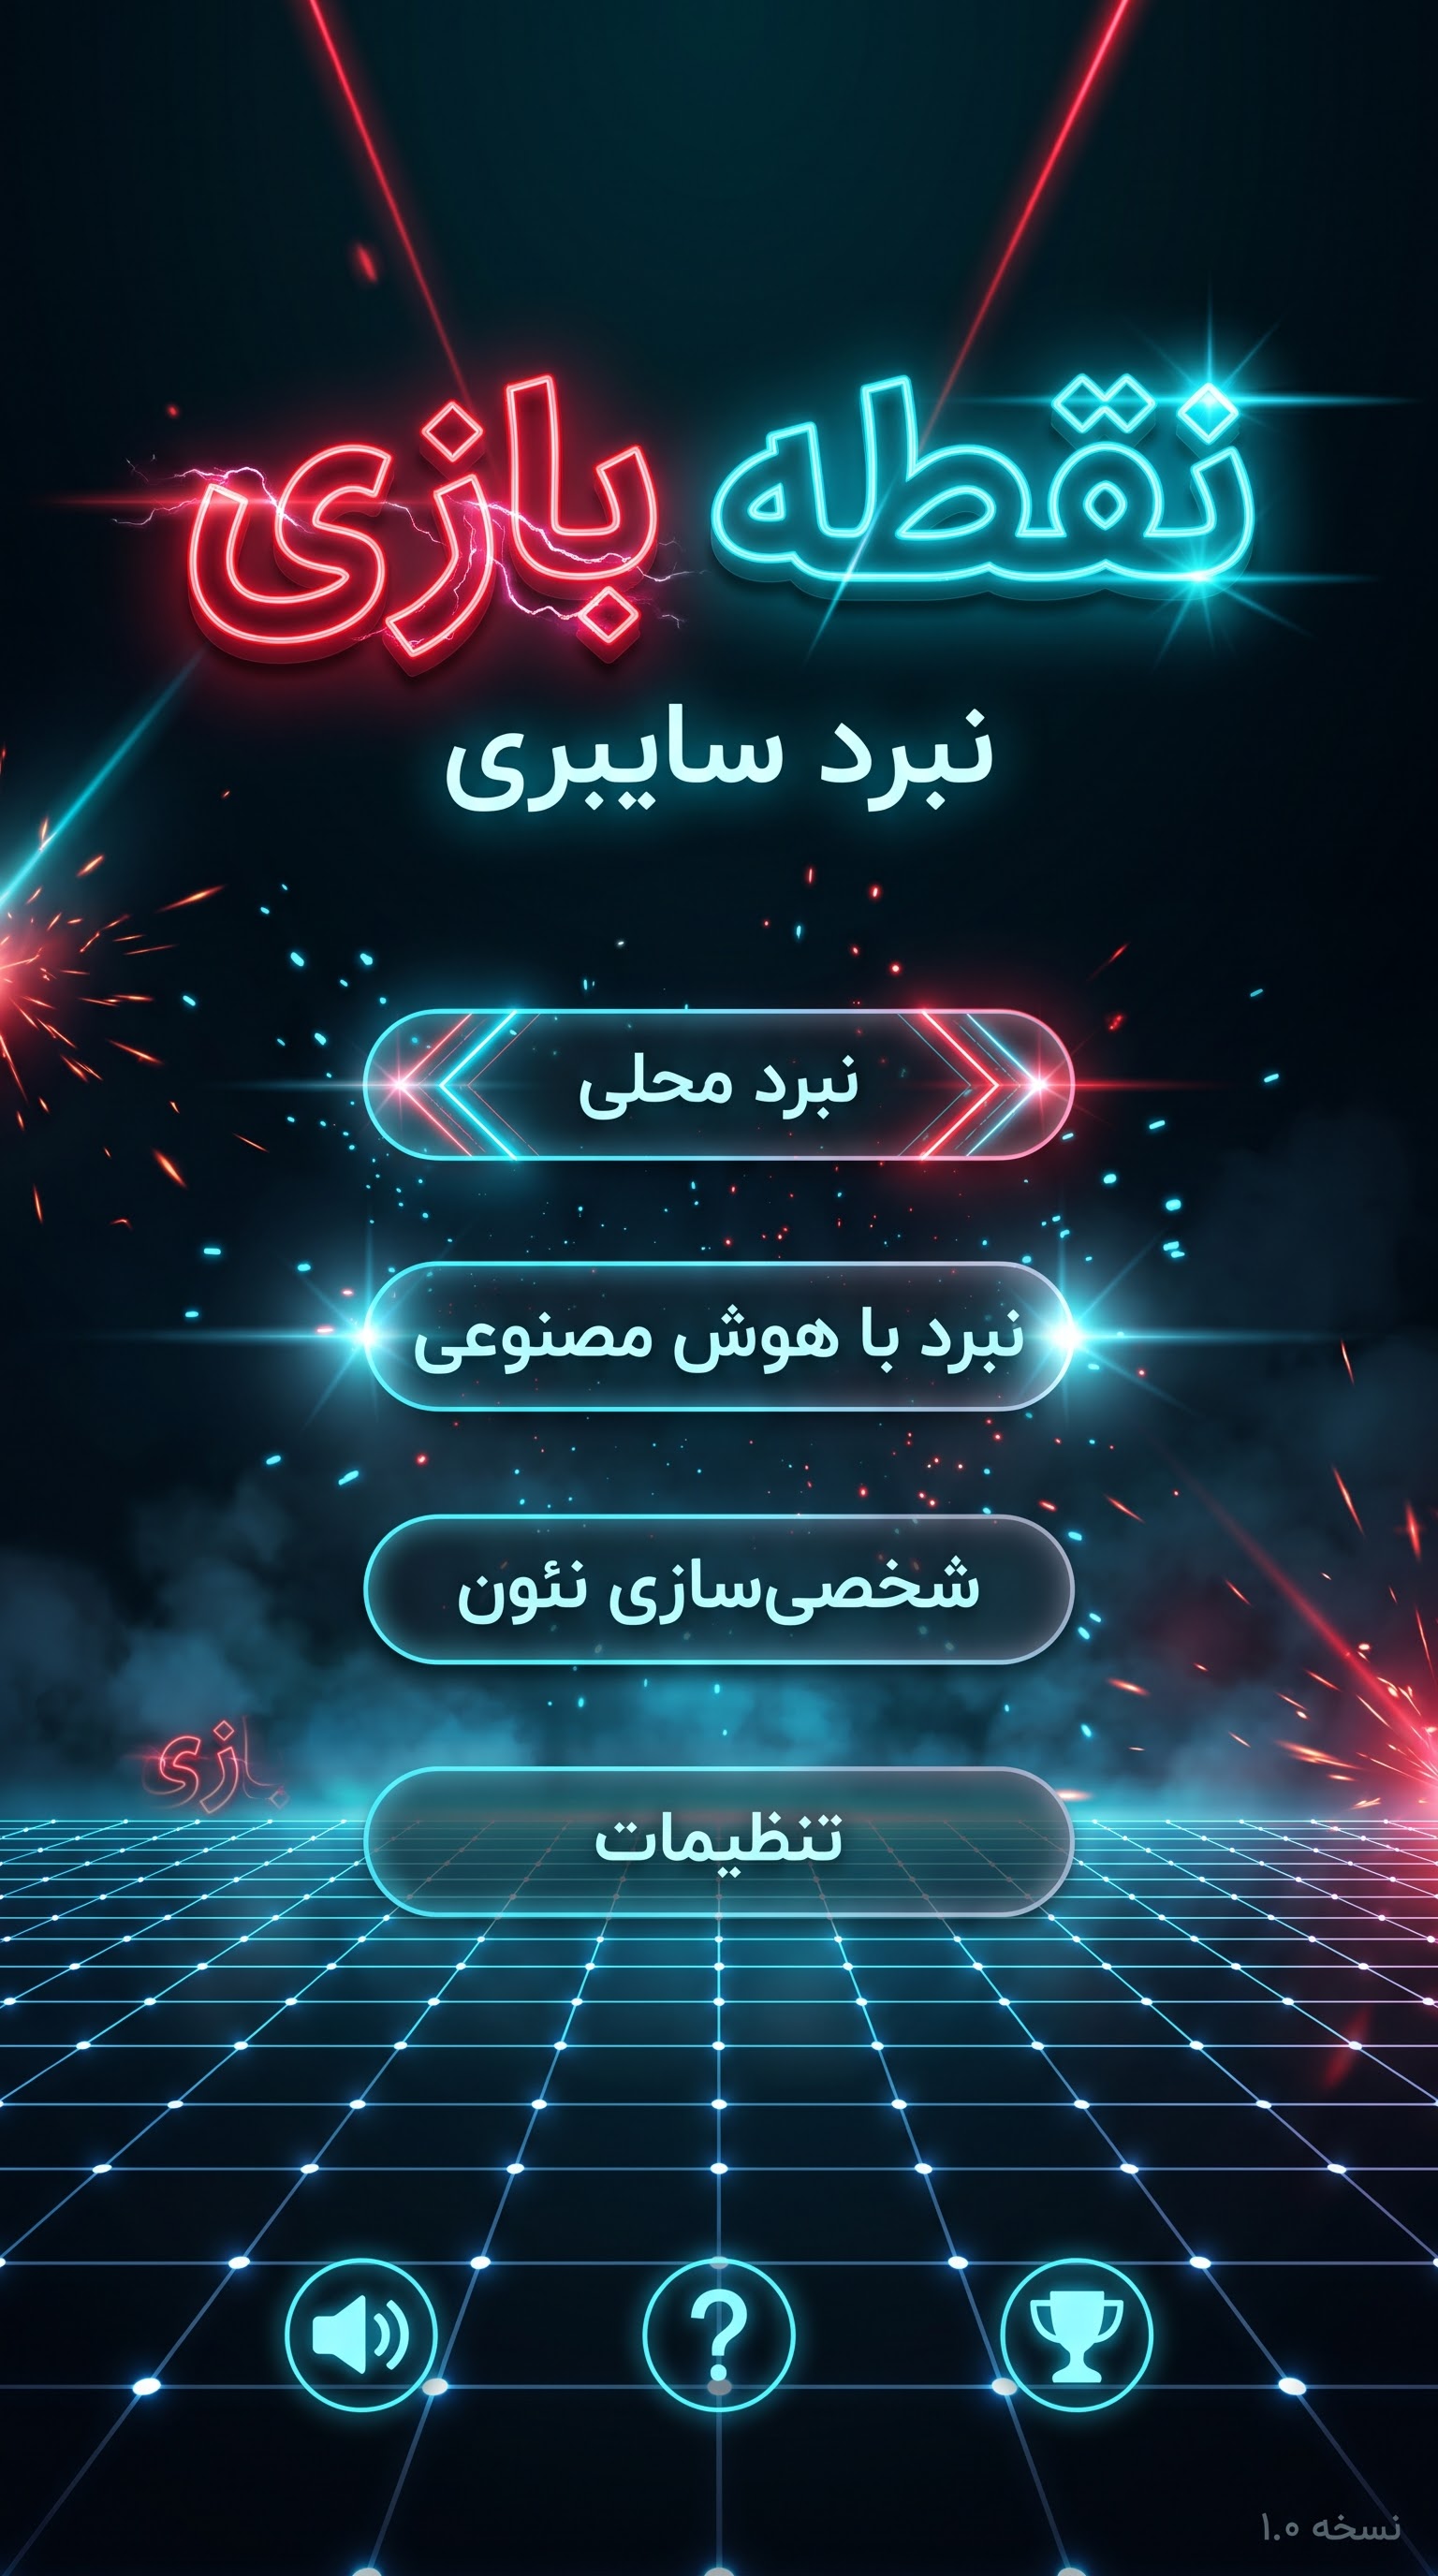 نقطه بازی
نبرد سایبری
نبرد محلی
نبرد با هوش مصنوعی
شخصی‌سازی نئون
بازی
تنظیمات
?
نسخه ۱.۰